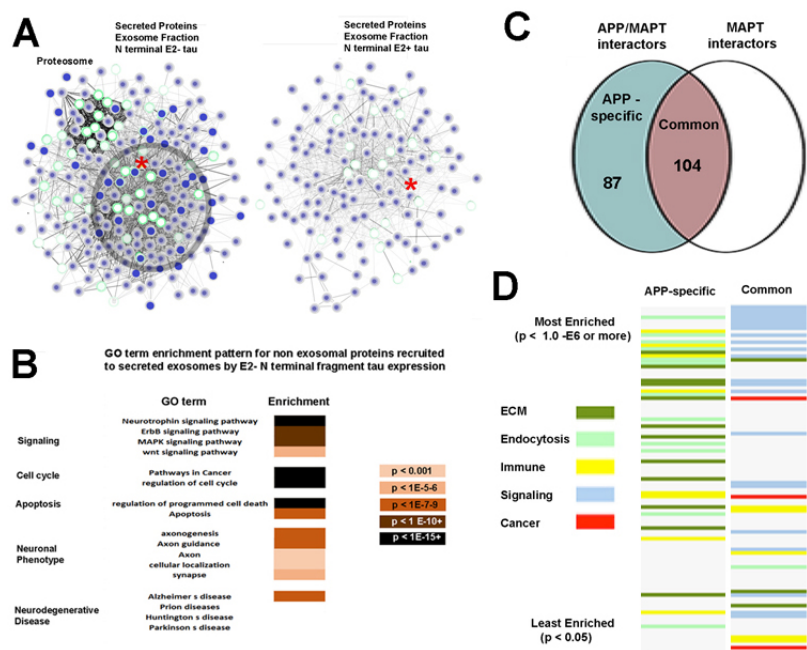 A
Secreted Proteins
Exosome Fraction
N terminal E2- tau
Secreted Proteins
Exosome Fraction
N terminal E2+ tau
Proteosome
*
*
B
GO term enrichment pattern for non exosomal proteins recruited
to secreted exosomes by E2- N terminal fragment tau expression
GO term
Enrichment
Signaling
Neurotrophin signaling pathway
ErbB signaling pathway
MAPK signaling pathway
wnt signaling pathway
Cell cycle
Pathways in Cancer
regulation of cell cycle
Apoptosis
regulation of programmed cell death
Apoptosis
Neuronal
Phenotype
axonogenesis
Axon guidance
Axon
cellular localization
synapse
Neurodegenerative
Disease
Alzheimer s disease
Prion diseases
Huntington s disease
Parkinson s disease
p < 0.001
p < 1E-5-6
p < 1E-7-9
p < 1 E-10+
p < 1E-15+
C
APP/MAPT
interactors
MAPT
interactors
APP -
specific
Common
87
104
D
APP-specific
Common
Most Enriched
(p < 1.0 -E6 or more)
ECM
Endocytosis
Immune
Signaling
Cancer
Least Enriched
(p < 0.05)